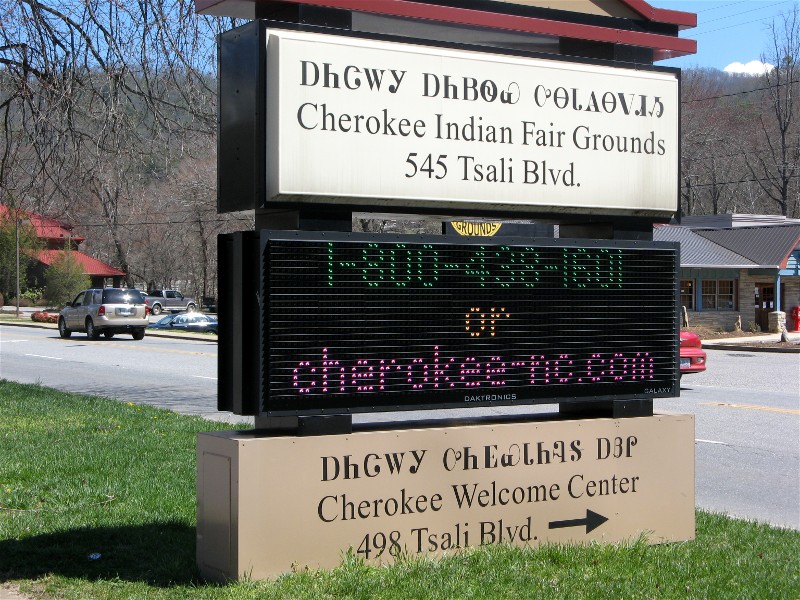 ᎠᏂᏣᎳᎩ ᎠᏂᏴᏫᏯ ᏅᎾᏓᎪᎾᏙᏗᏱ
Cherokee Indian Fair Grounds
545 Tsali Blvd.
GROUNDS
1-800-438-1601
or
cherokee-nc.com
DAKTRONICS GALAXY
ᎠᏂᏣᎳᎩ
Cherokee Welcome Center
498 Tsali Blvd.